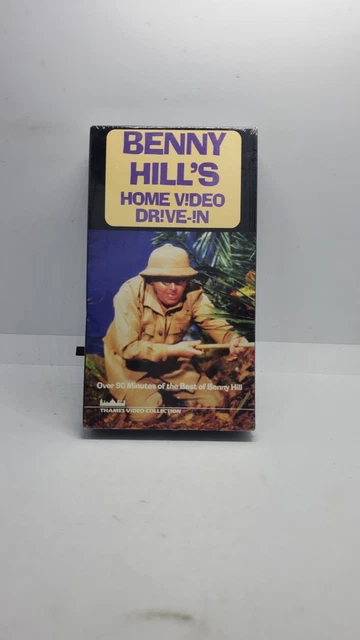 BENNY
HILL'S
HOME V!DEO
DR!VE-!N
Over 90 Minutes of the Best of Benny Hill
THAMES VIDEO COLLECTION